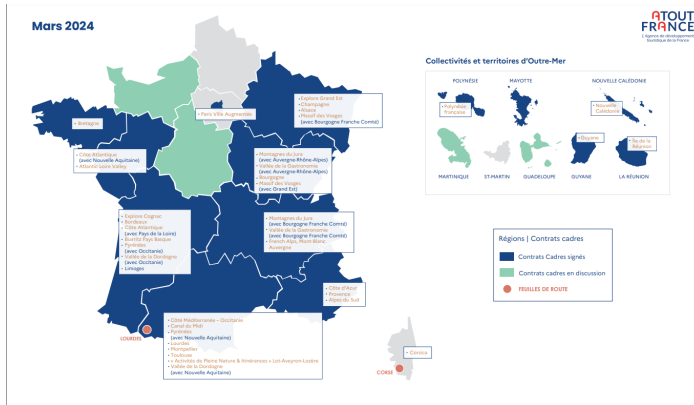 Mars 2024
ATOUT
FRANCE
L'Agence de développement
touristique de la France
Collectivités et territoires d'Outre-Mer
POLYNÉSIE
MAYOTTE
NOUVELLE CALÉDONIE
• Polynésie
française
• Nouvelle
Calédonie
• Guyane
• Île de la
Réunion
MARTINIQUE
ST-MARTIN
GUADELOUPE
GUYANE
LA RÉUNION
• Explore Grand Est
• Champagne
• Alsace
• Massif des Vosges
(avec Bourgogne Franche Comté)
• Paris Ville Augmentée
• Bretagne
• Côte Atlantique
(avec Nouvelle Aquitaine)
• Atlantic Loire Valley
• Montagnes du Jura
(avec Auvergne-Rhône-Alpes)
• Vallée de la Gastronomie
(avec Auvergne-Rhône-Alpes)
• Bourgogne
• Massif des Vosges
(avec Grand Est)
• Explore Cognac
• Bordeaux
• Côte Atlantique
(avec Pays de la Loire)
• Biarritz Pays Basque
• Pyrénées
(avec Occitanie)
• Vallée de la Dordogne
(avec Occitanie)
• Limoges
• Montagnes du Jura
(avec Bourgogne Franche Comté)
• Vallée de la Gastronomie
(avec Bourgogne Franche Comté)
• French Alps, Mont-Blanc
Auvergne
Régions | Contrats cadres
Contrats Cadres signés
Contrats cadres en discussion
FEUILLES DE ROUTE
• Côte d'Azur
• Provence
• Alpes du Sud
• Côté Méditerranée - Occitanie
• Canal du Midi
• Pyrénées
(avec Nouvelle Aquitaine)
• Lourdes
• Montpellier
• Toulouse
• « Activités de Pleine Nature & Itinérances » Lot-Aveyron-Lozère
• Vallée de la Dordogne
(avec Nouvelle Aquitaine)
LOURDES
• Corsica
CORSE